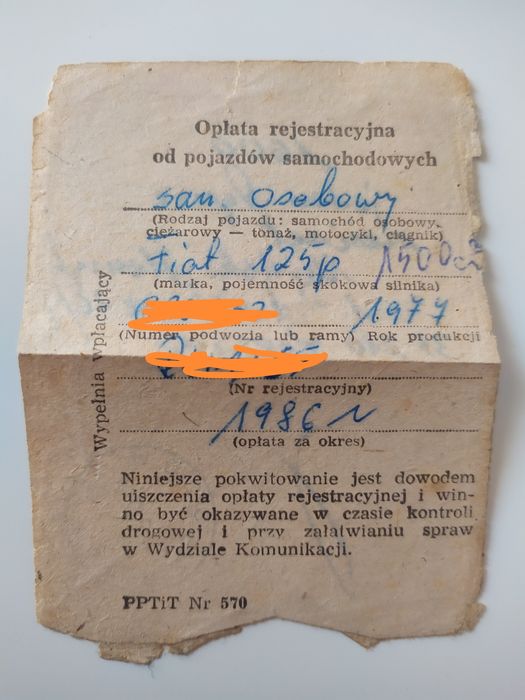 Opłata rejestracyjna
od pojazdów samochodowych
sam. osobowy
(Rodzaj pojazdu: samochód osobowy,
ciężarowy — tonaż, motocykl, ciągnik)
Fiat 125p 1500
(marka, pojemność skokowa silnika)
1977
(Numer podwozia lub ramy) Rok produkcji
(Nr rejestracyjny)
1986 r
(opłata za okres)
Wypełnia wpłacający
Niniejsze pokwitowanie jest dowodem
uiszczenia opłaty rejestracyjnej i win-
no być okazywane w czasie kontroli
drogowej i przy załatwianiu spraw
w Wydziale Komunikacji.
PPTiT Nr 570